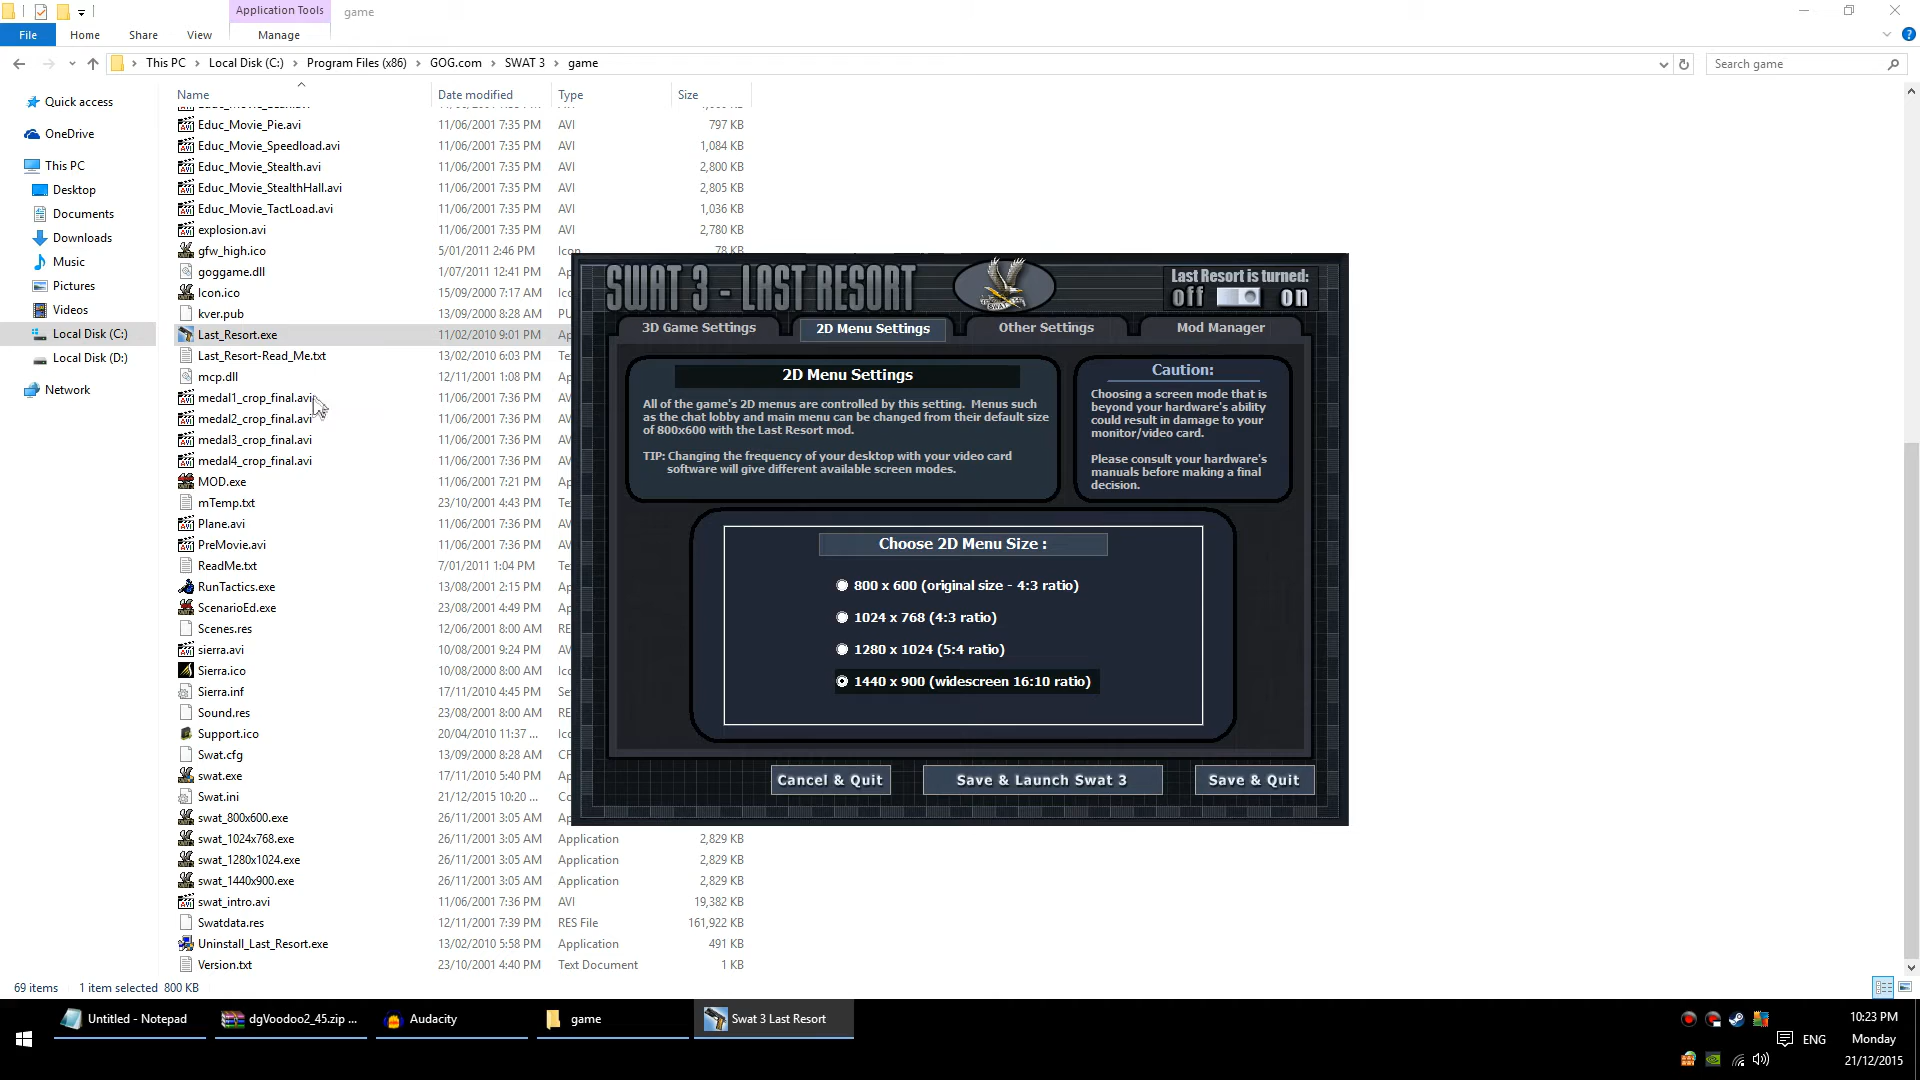 Application Tools
game
File
Home
Share
View
Manage
This PC
Local Disk (C:)
Program Files (x86)
GOG.com
SWAT 3
game
Search game
Name
Date modified
Type
Size
Quick access
OneDrive
This PC
Desktop
Documents
Downloads
Music
Pictures
Videos
Local Disk (C:)
Local Disk (D:)
Network
Educ_Movie_Pie.avi 11/06/2001 7:35 PM AVI 797 KB
Educ_Movie_Speedload.avi 11/06/2001 7:35 PM AVI 1,084 KB
Educ_Movie_Stealth.avi 11/06/2001 7:35 PM AVI 2,800 KB
Educ_Movie_StealthHall.avi 11/06/2001 7:35 PM AVI 2,805 KB
Educ_Movie_TactLoad.avi 11/06/2001 7:35 PM AVI 1,036 KB
explosion.avi 11/06/2001 7:35 PM AVI 2,780 KB
gfw_high.ico 5/01/2011 2:46 PM Icon 78 KB
goggame.dll 1/07/2011 12:41 PM Ap
Icon.ico 15/09/2000 7:17 AM Ico
kver.pub 13/09/2000 8:28 AM PU
Last_Resort.exe 11/02/2010 9:01 PM Ap
Last_Resort-Read_Me.txt 13/02/2010 6:03 PM Te
mcp.dll 12/11/2001 1:08 PM Ap
medal1_crop_final.avi 11/06/2001 7:36 PM AV
medal2_crop_final.avi 11/06/2001 7:36 PM AV
medal3_crop_final.avi 11/06/2001 7:36 PM AV
medal4_crop_final.avi 11/06/2001 7:36 PM AV
MOD.exe 11/06/2001 7:21 PM Ap
mTemp.txt 23/10/2001 4:43 PM Te
Plane.avi 11/06/2001 7:36 PM AV
PreMovie.avi 11/06/2001 7:36 PM AV
ReadMe.txt 7/01/2011 1:04 PM Te
RunTactics.exe 13/08/2001 2:15 PM Ap
ScenarioEd.exe 23/08/2001 4:49 PM Ap
Scenes.res 12/06/2001 8:00 AM RE
sierra.avi 10/08/2001 9:24 PM AV
Sierra.ico 10/08/2000 8:00 AM Ico
Sierra.inf 17/11/2010 4:45 PM Se
Sound.res 23/08/2001 8:00 AM RE
Support.ico 20/04/2010 11:37 ... Ico
Swat.cfg 13/09/2000 8:28 AM CF
swat.exe 17/11/2010 5:40 PM Ap
Swat.ini 21/12/2015 10:20 ... Co
swat_800x600.exe 26/11/2001 3:05 AM Ap
swat_1024x768.exe 26/11/2001 3:05 AM Application 2,829 KB
swat_1280x1024.exe 26/11/2001 3:05 AM Application 2,829 KB
swat_1440x900.exe 26/11/2001 3:05 AM Application 2,829 KB
swat_intro.avi 11/06/2001 7:36 PM AVI 19,382 KB
Swatdata.res 12/11/2001 7:39 PM RES File 161,922 KB
Uninstall_Last_Resort.exe 13/02/2010 5:58 PM Application 491 KB
Version.txt 23/10/2001 4:40 PM Text Document 1 KB
SWAT 3 - LAST RESORT
Last Resort is turned:
off on
3D Game Settings
2D Menu Settings
Other Settings
Mod Manager
2D Menu Settings
All of the game's 2D menus are controlled by this setting. Menus such
as the chat lobby and main menu can be changed from their default size
of 800x600 with the Last Resort mod.
TIP: Changing the frequency of your desktop with your video card
software will give different available screen modes.
Caution:
Choosing a screen mode that is
beyond your hardware's ability
could result in damage to your
monitor/video card.
Please consult your hardware's
manuals before making a final
decision.
Choose 2D Menu Size :
800 x 600 (original size - 4:3 ratio)
1024 x 768 (4:3 ratio)
1280 x 1024 (5:4 ratio)
1440 x 900 (widescreen 16:10 ratio)
Cancel & Quit
Save & Launch Swat 3
Save & Quit
69 items
1 item selected 800 KB
Untitled - Notepad
dgVoodoo2_45.zip ...
Audacity
game
Swat 3 Last Resort
ENG
10:23 PM
Monday
21/12/2015